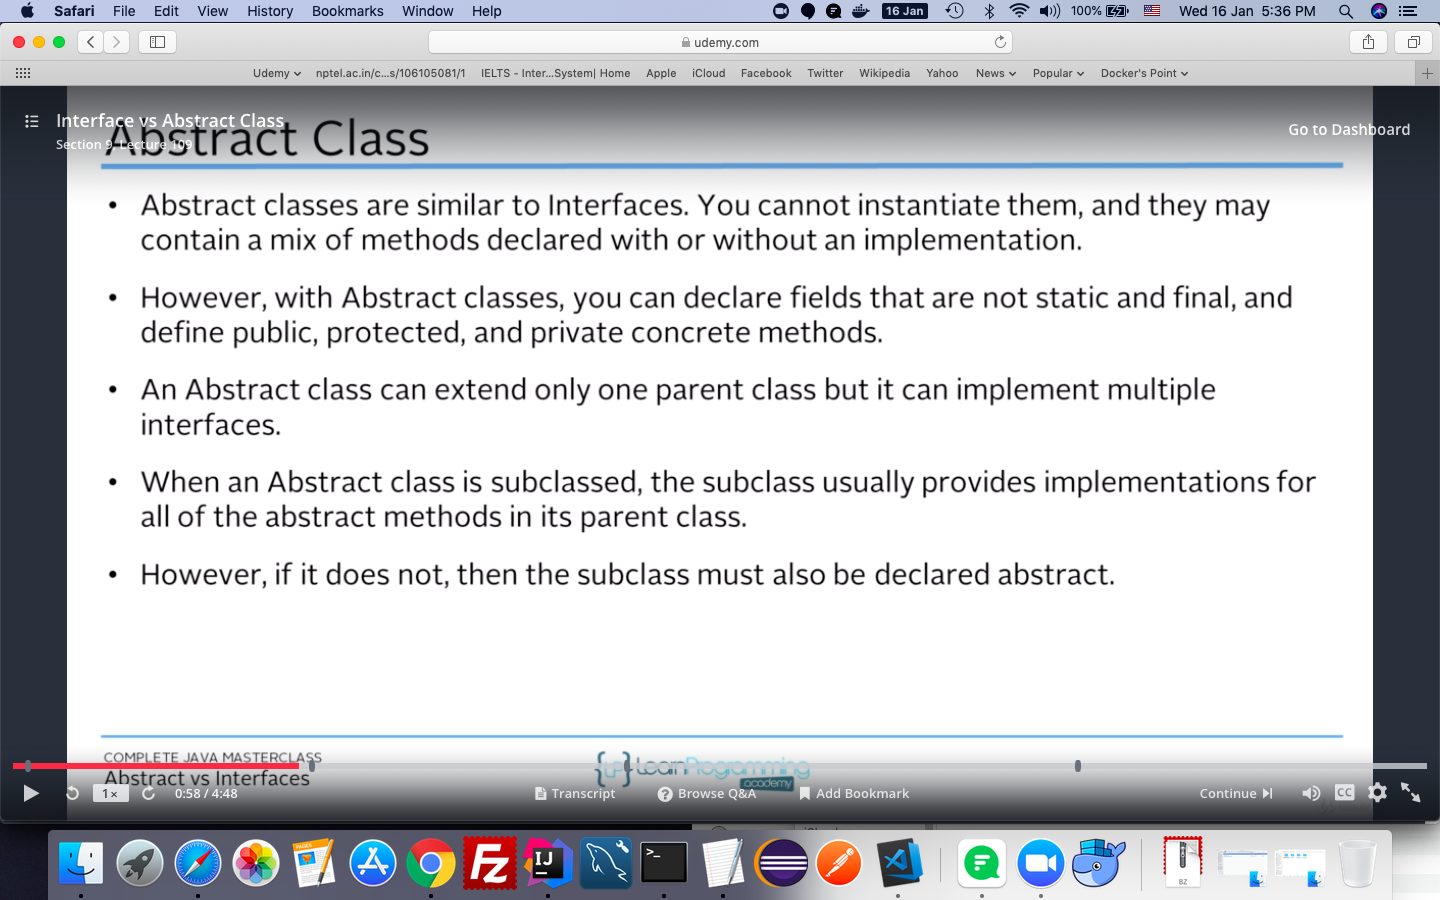 Safari File Edit View History Bookmarks Window Help 16 Jan 100% Wed 16 Jan 5:36 PM
udemy.com
Udemy nptel.ac.in/c...s/106105081/1 IELTS - Inter...System| Home Apple iCloud Facebook Twitter Wikipedia Yahoo News Popular Docker's Point
Interface vs Abstract Class
Section 9, Lecture 109
Go to Dashboard
Abstract Class
• Abstract classes are similar to Interfaces. You cannot instantiate them, and they may
contain a mix of methods declared with or without an implementation.
• However, with Abstract classes, you can declare fields that are not static and final, and
define public, protected, and private concrete methods.
• An Abstract class can extend only one parent class but it can implement multiple
interfaces.
• When an Abstract class is subclassed, the subclass usually provides implementations for
all of the abstract methods in its parent class.
• However, if it does not, then the subclass must also be declared abstract.
COMPLETE JAVA MASTERCLASS
Abstract vs Interfaces
LearnProgramming
academy
1x 0:58 / 4:48 Transcript Browse Q&A Add Bookmark Continue CC
PAGES
FZ
IJ
>_
BZ